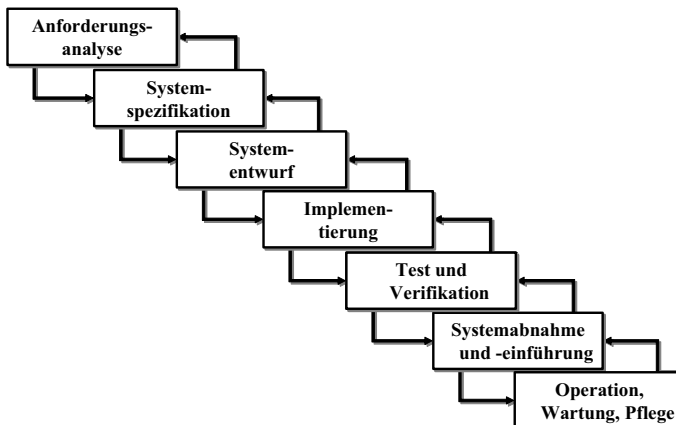 Anforderungs-
analyse
System-
spezifikation
System-
entwurf
Implemen-
tierung
Test und
Verifikation
Systemabnahme
und -einführung
Operation,
Wartung, Pflege